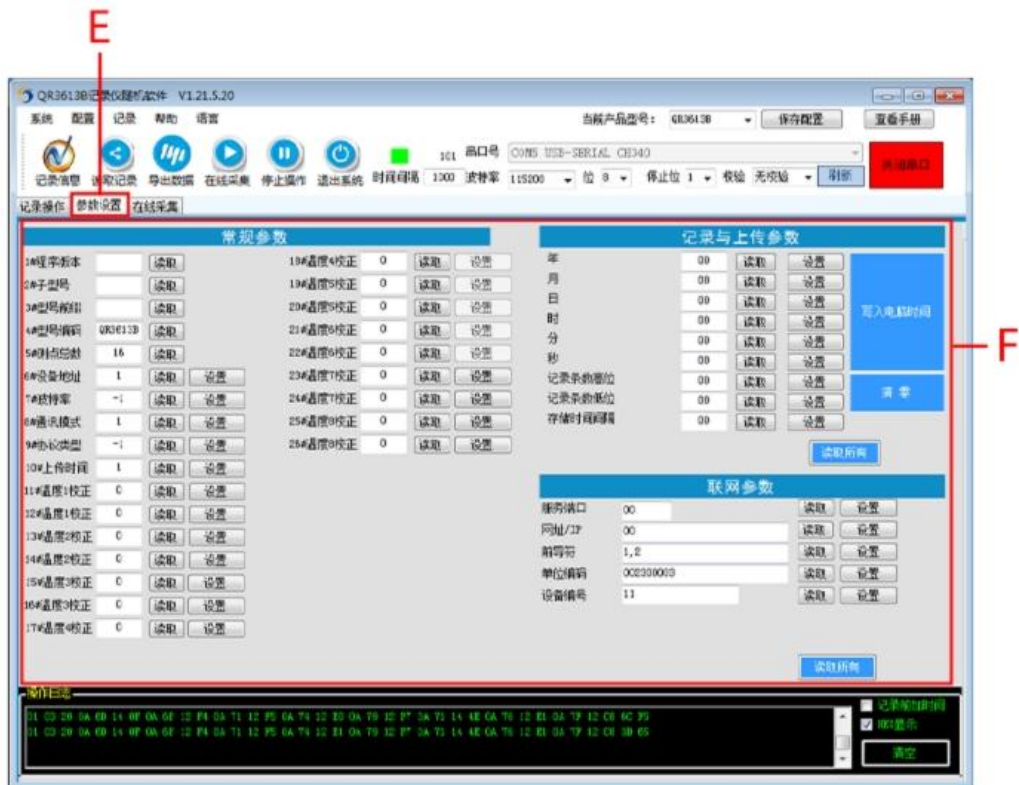 E
QR3613B记录仪随机软件 V1.21.5.20
系统 配置 记录 帮助 语言 当前产品型号: QR3613B 保存配置 查看手册
101 串口号 COM5 USB-SERIAL CH340 关闭串口
记录信息 读取记录 导出数据 在线采集 停止操作 退出系统 时间间隔 1000 波特率 115200 位 8 停止位 1 校验 无校验 刷新
记录操作 参数设置 在线采集
常规参数 记录与上传参数
1#程序版本 读取 18#温度4校正 0 读取 设置 年 00 读取 设置
2#子型号 读取 19#温度5校正 0 读取 设置 月 00 读取 设置
3#型号前缀 读取 20#温度5校正 0 读取 设置 日 00 读取 设置 写入电脑时间
4#型号编码 QR3613B 读取 21#温度6校正 0 读取 设置 时 00 读取 设置
5#测点总数 16 读取 22#温度6校正 0 读取 设置 分 00 读取 设置
6#设备地址 1 读取 设置 23#温度7校正 0 读取 设置 秒 00 读取 设置
7#波特率 -1 读取 设置 24#温度7校正 0 读取 设置 记录条数高位 00 读取 设置 清 零
8#通讯模式 1 读取 设置 25#温度8校正 0 读取 设置 记录条数低位 00 读取 设置
9#协议类型 -1 读取 设置 26#温度8校正 0 读取 设置 存储时间间隔 00 读取 设置
10#上传时间 1 读取 设置 读取所有
11#温度1校正 0 读取 设置 联网参数
12#温度1校正 0 读取 设置 服务端口 00 读取 设置
13#温度2校正 0 读取 设置 网址/IP 00 读取 设置
14#温度2校正 0 读取 设置 前导符 1,2 读取 设置
15#温度3校正 0 读取 设置 单位编码 读取 设置
16#温度3校正 0 读取 设置 设备编号 11 读取 设置
17#温度4校正 0 读取 设置
读取所有
F
操作日志
记录前加时间
HEX显示
清空